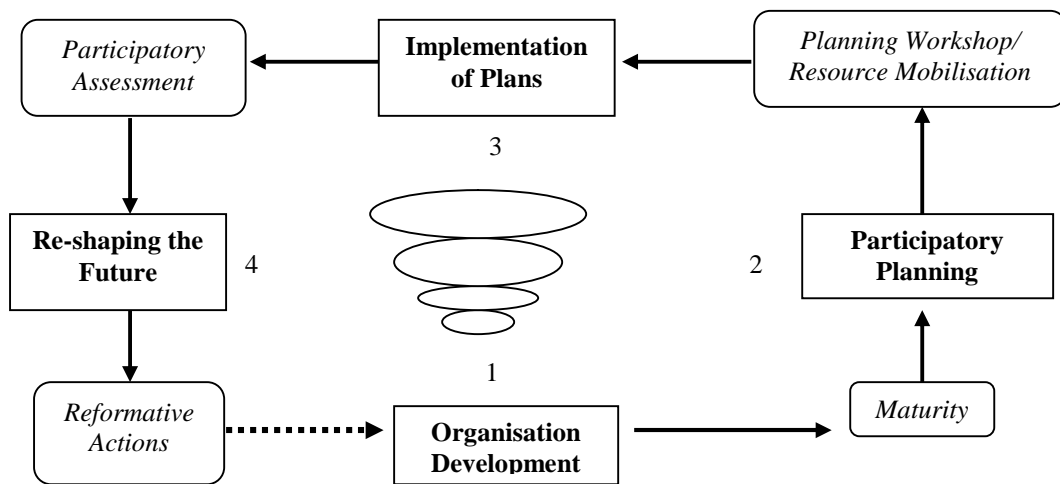 Participatory
Assessment
Implementation
of Plans
Planning Workshop/
Resource Mobilisation
3
Re-shaping the
Future
4
2
Participatory
Planning
1
Reformative
Actions
Organisation
Development
Maturity